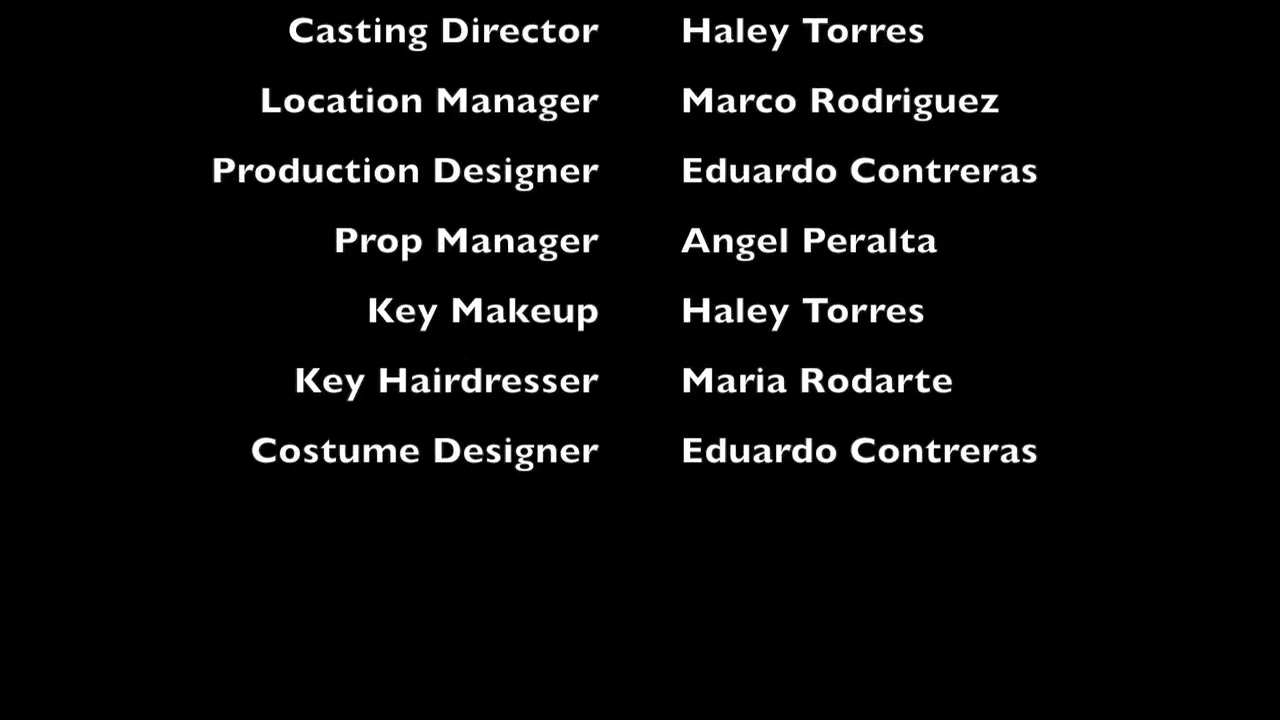 Casting Director Haley Torres
Location Manager Marco Rodriguez
Production Designer Eduardo Contreras
Prop Manager Angel Peralta
Key Makeup Haley Torres
Key Hairdresser Maria Rodarte
Costume Designer Eduardo Contreras